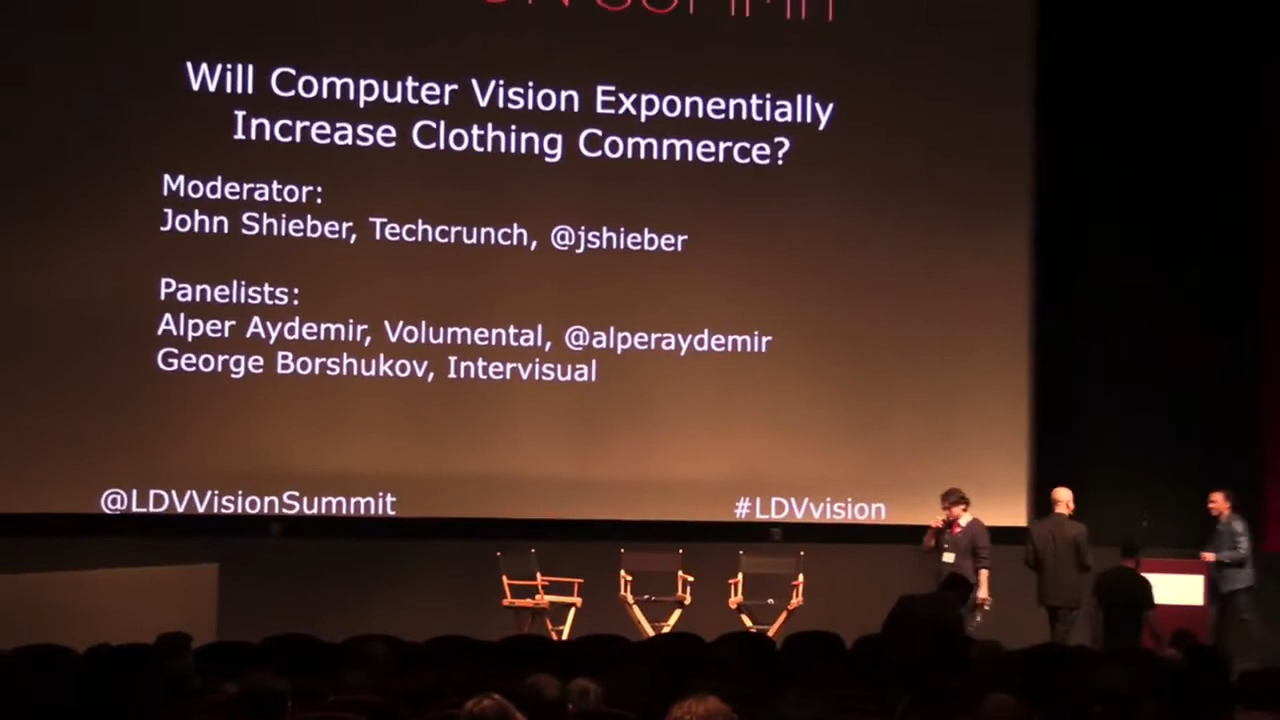 SUMMIT
Will Computer Vision Exponentially
Increase Clothing Commerce?
Moderator:
John Shieber, Techcrunch, @jshieber
Panelists:
Alper Aydemir, Volumental, @alperaydemir
George Borshukov, Intervisual
@LDVVisionSummit
#LDVvision